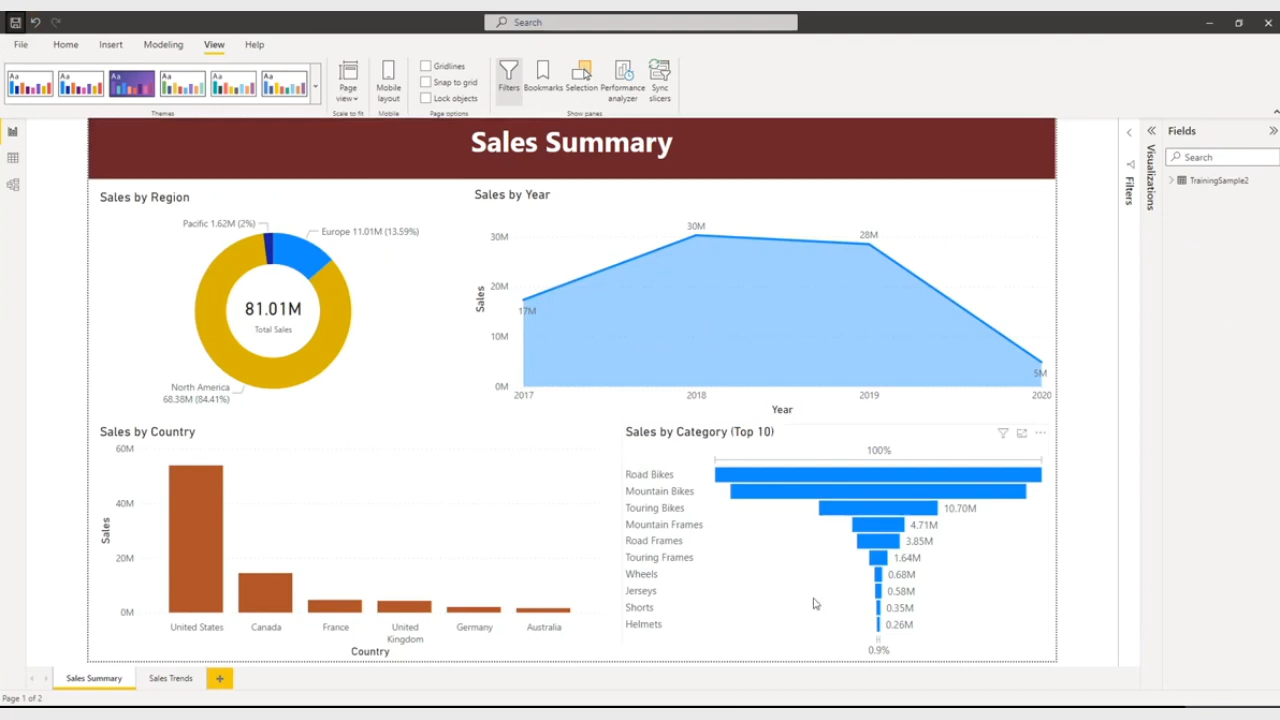 Search
File Home Insert Modeling View Help
Aa Aa Aa Aa Aa Aa
Themes
Page view
Scale to fit
Mobile layout
Mobile
Gridlines
Snap to grid
Lock objects
Page options
Filters
Bookmarks
Selection
Performance analyzer
Sync slicers
Show panes
Sales Summary
Sales by Region
Pacific 1.62M (2%)
Europe 11.01M (13.59%)
81.01M
Total Sales
North America
68.38M (84.41%)
Sales by Year
Sales
30M
20M
10M
0M
17M
30M
28M
5M
2017 2018 2019 2020
Year
Sales by Country
Sales
60M
40M
20M
0M
United States Canada France United Kingdom Germany Australia
Country
Sales by Category (Top 10)
100%
Road Bikes
Mountain Bikes
Touring Bikes 10.70M
Mountain Frames 4.71M
Road Frames 3.85M
Touring Frames 1.64M
Wheels 0.68M
Jerseys 0.58M
Shorts 0.35M
Helmets 0.26M
0.9%
Filters
Visualizations
Fields
Search
TrainingSample2
Sales Summary Sales Trends +
Page 1 of 2